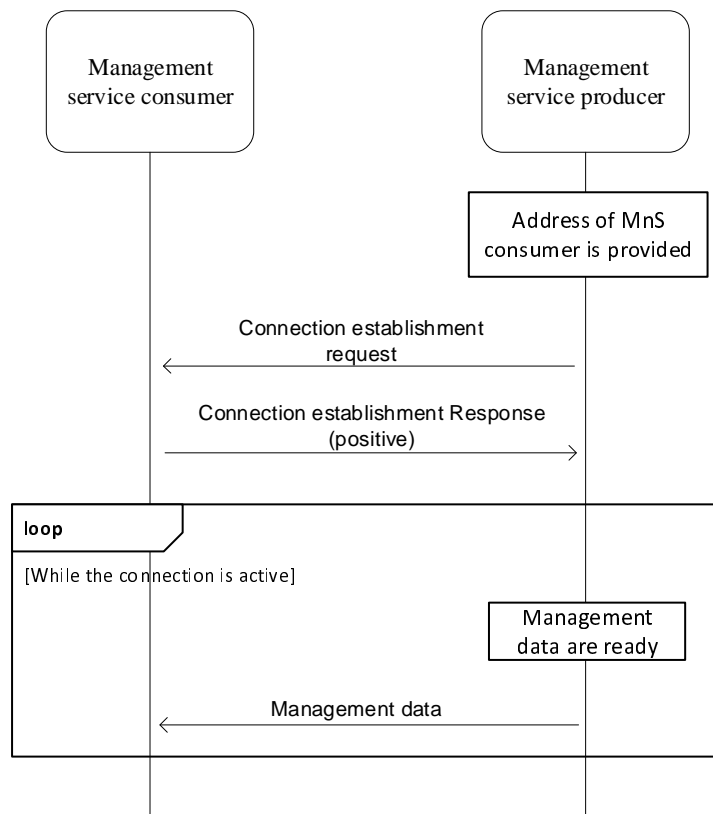 Management
service consumer
Management
service producer
Address of MnS
consumer is provided
Connection establishment
request
Connection establishment Response
(positive)
loop
[While the connection is active]
Management
data are ready
Management data